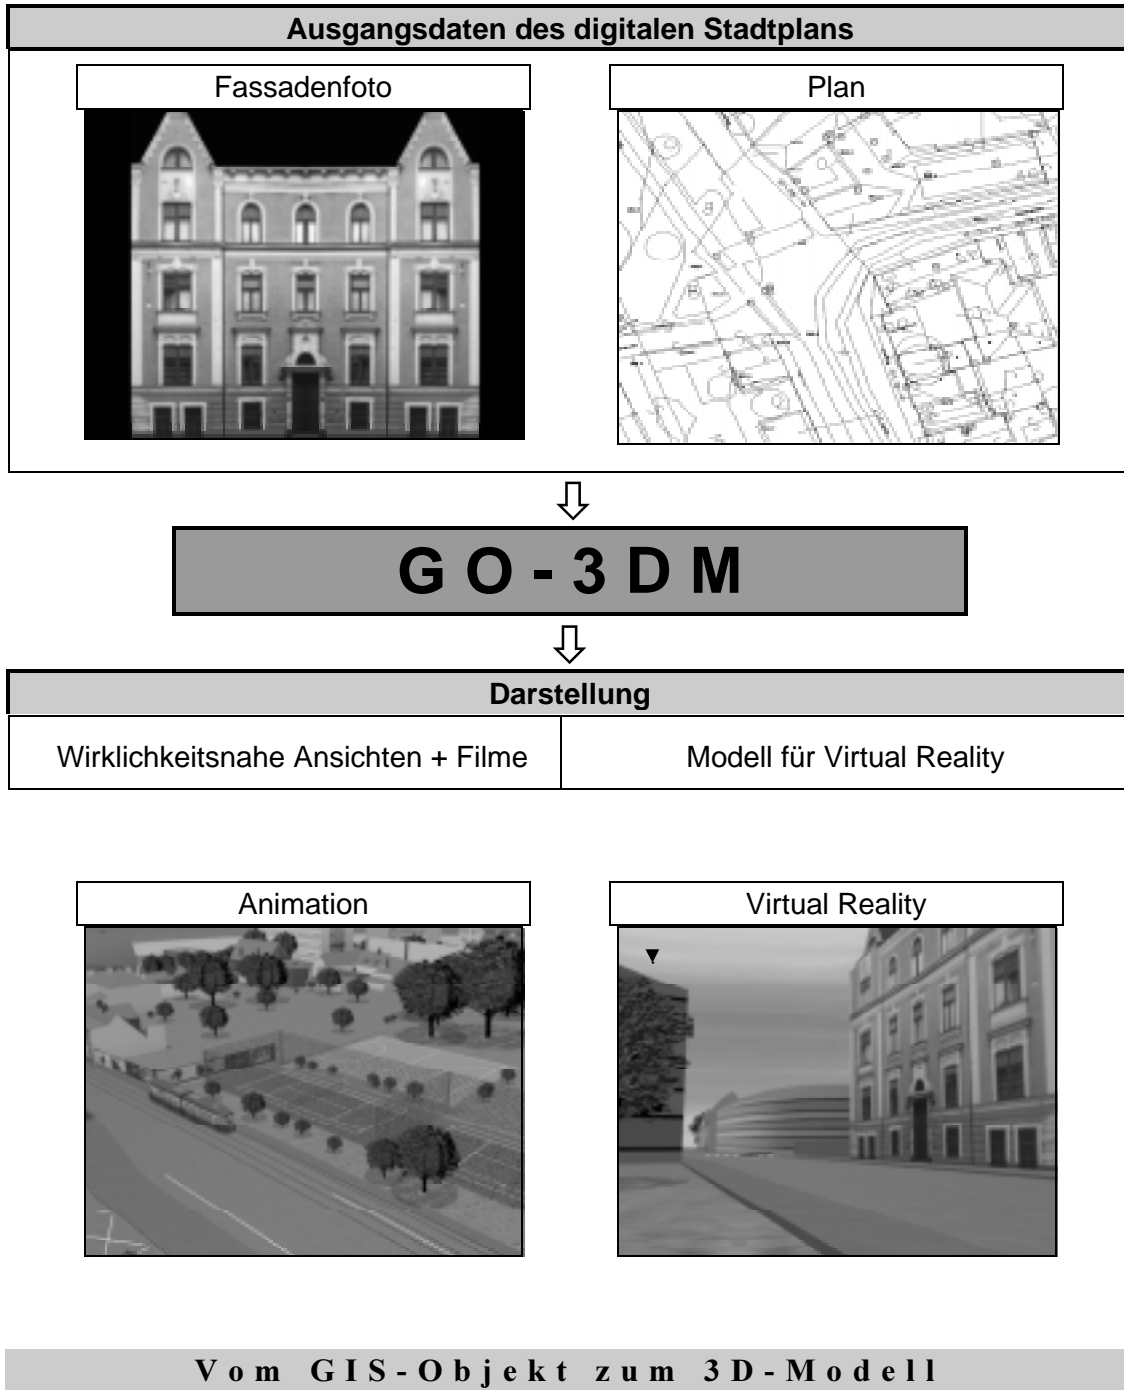 Ausgangsdaten des digitalen Stadtplans
Fassadenfoto
Plan
GO-3DM
Darstellung
Wirklichkeitsnahe Ansichten + Filme
Modell für Virtual Reality
Animation
Virtual Reality
Vom GIS-Objekt zum 3D-Modell